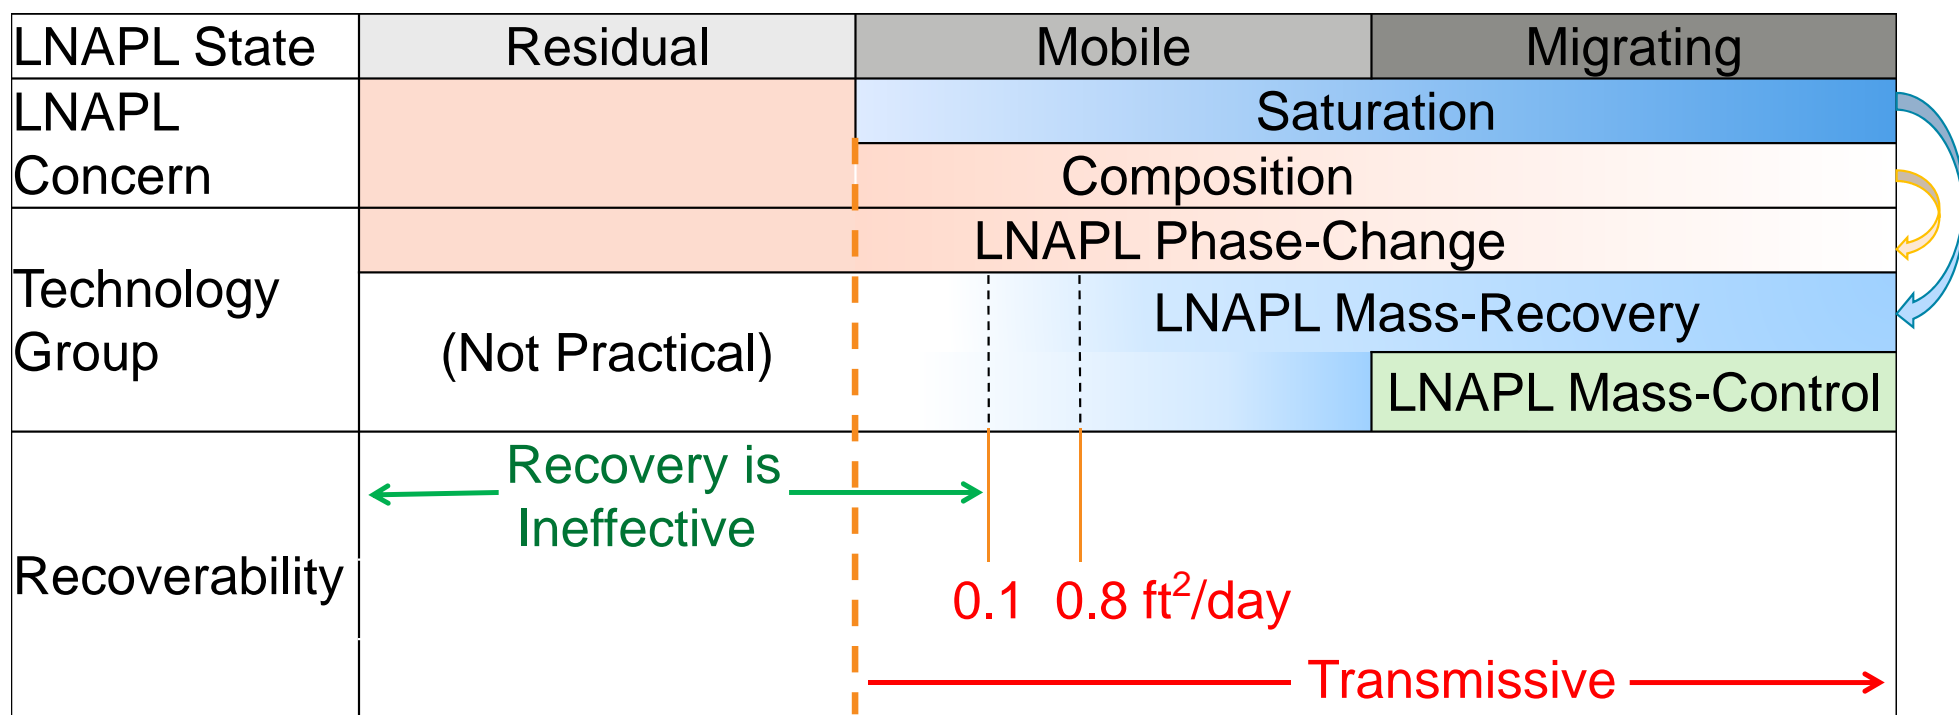 LNAPL State
Residual
Mobile
Migrating
LNAPL
Concern
Saturation
Composition
Technology
Group
LNAPL Phase-Change
(Not Practical)
LNAPL Mass-Recovery
LNAPL Mass-Control
Recoverability
Recovery is
Ineffective
0.1 0.8 ft²/day
Transmissive